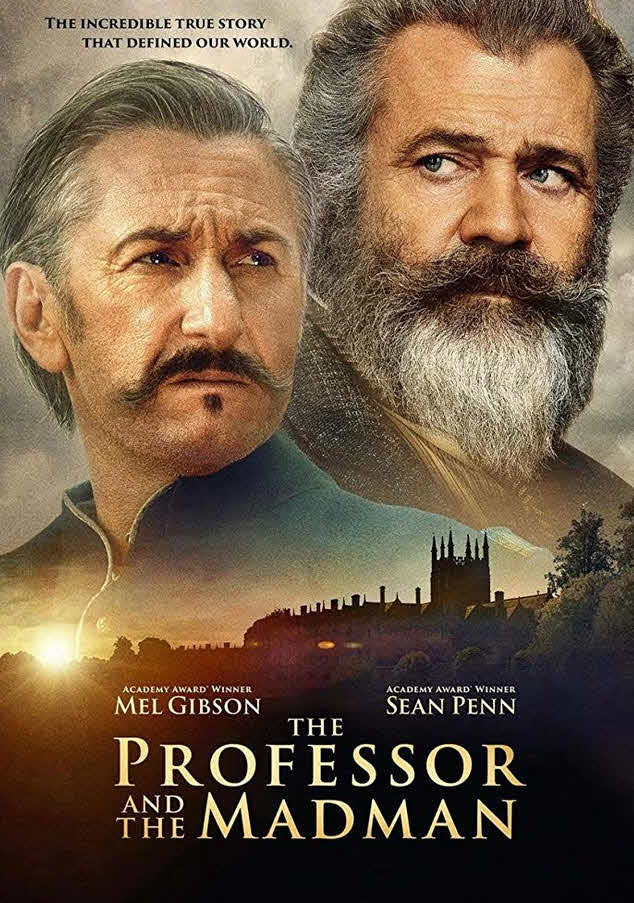 THE INCREDIBLE TRUE STORY
THAT DEFINED OUR WORLD.
ACADEMY AWARD® WINNER
MEL GIBSON
ACADEMY AWARD® WINNER
SEAN PENN
THE
PROFESSOR
AND
THE MADMAN